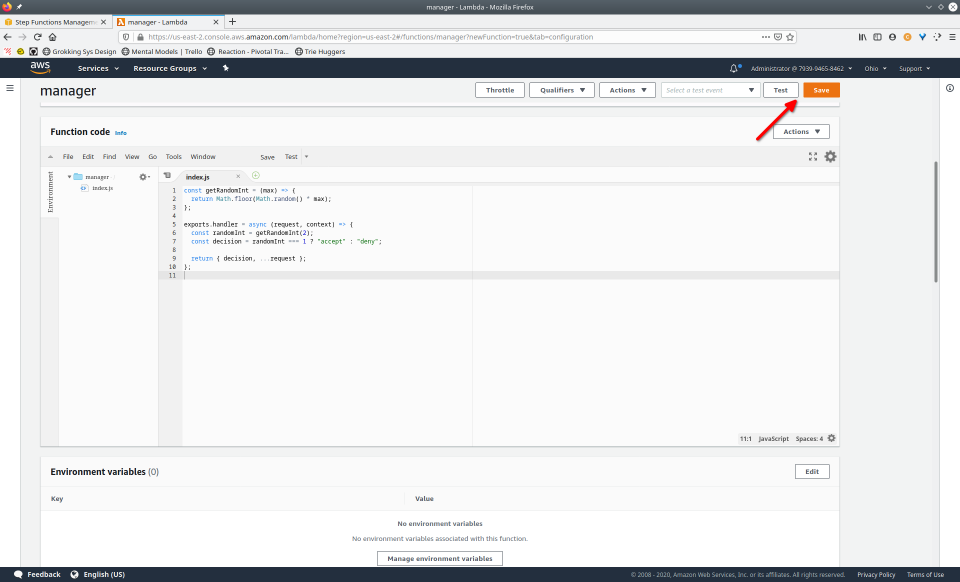 manager - Lambda - Mozilla Firefox
Step Functions Managem
manager - Lambda
https://us-east-2.console.aws.amazon.com/lambda/home?region=us-east-2#/functions/manager?newFunction=true&tab=configuration
Grokking Sys Design
Mental Models | Trello
Reaction - Pivotal Tra...
Trie Huggers
aws
Services
Resource Groups
Administrator @ 7939-9465-8462
Ohio
Support
manager
Throttle
Qualifiers
Actions
Select a test event
Test
Save
Function code Info
Actions
File Edit Find View Go Tools Window
Save Test
Environment
manager
index.js
index.js
1 const getRandomInt = (max) => {
2 return Math.floor(Math.random() * max);
3 };
4
5 exports.handler = async (request, context) => {
6 const randomInt = getRandomInt(2);
7 const decision = randomInt === 1 ? "accept" : "deny";
8
9 return { decision, ...request };
10 };
11
11:1 JavaScript Spaces: 4
Environment variables (0)
Edit
Key Value
No environment variables
No environment variables associated with this function.
Manage environment variables
Feedback English (US)
© 2008 - 2020, Amazon Web Services, Inc. or its affiliates. All rights reserved. Privacy Policy Terms of Use